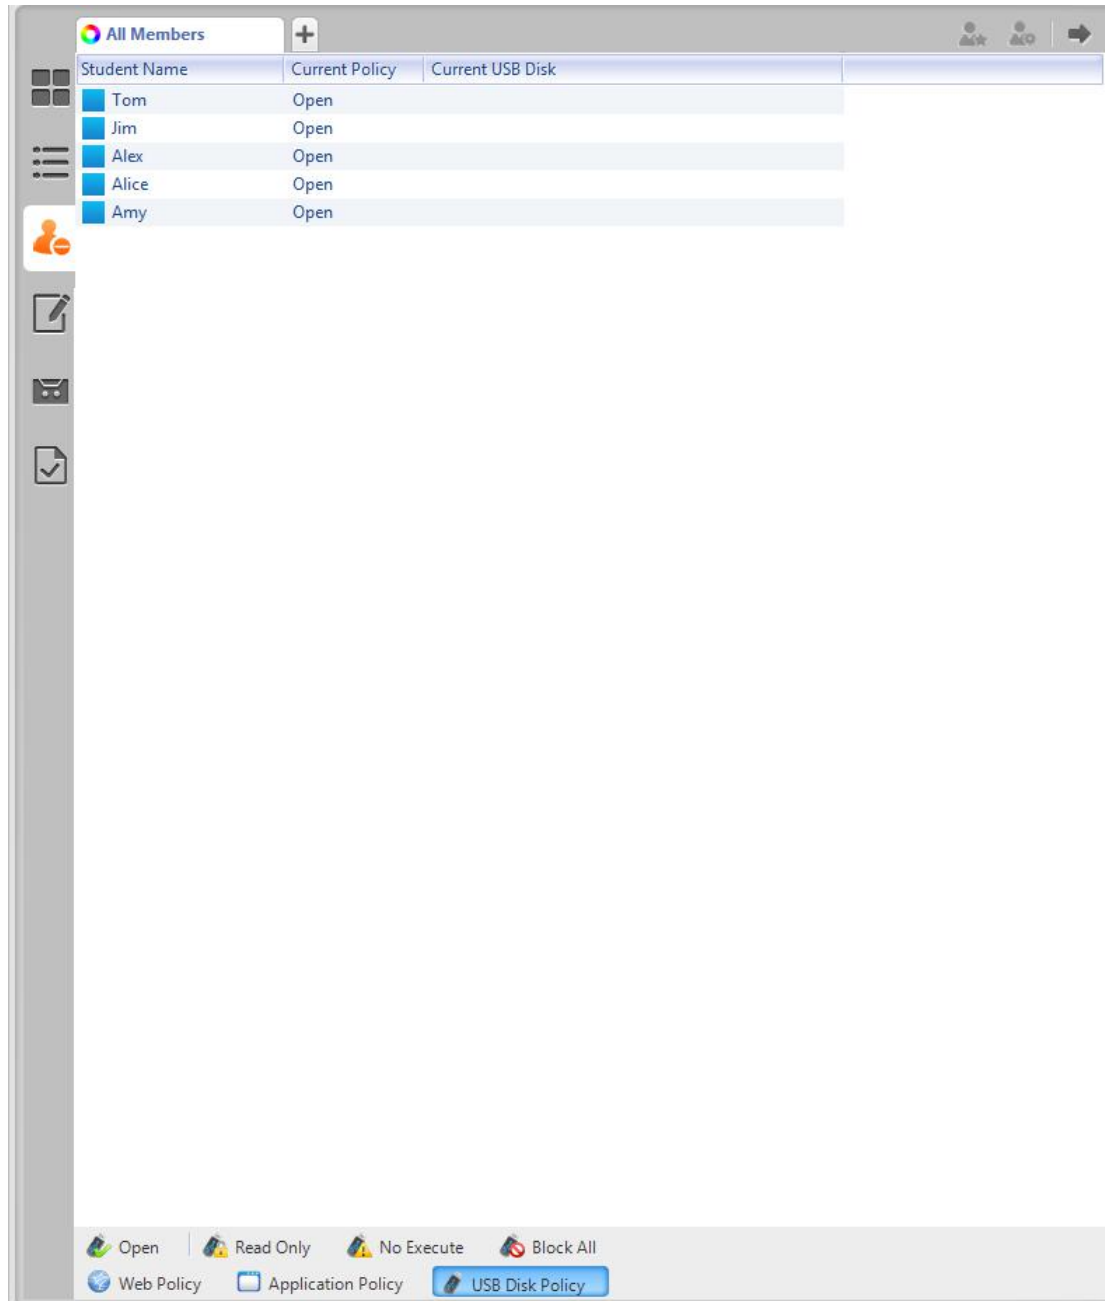 All Members
Student Name Current Policy Current USB Disk
Tom Open
Jim Open
Alex Open
Alice Open
Amy Open
Open Read Only No Execute Block All
Web Policy Application Policy USB Disk Policy